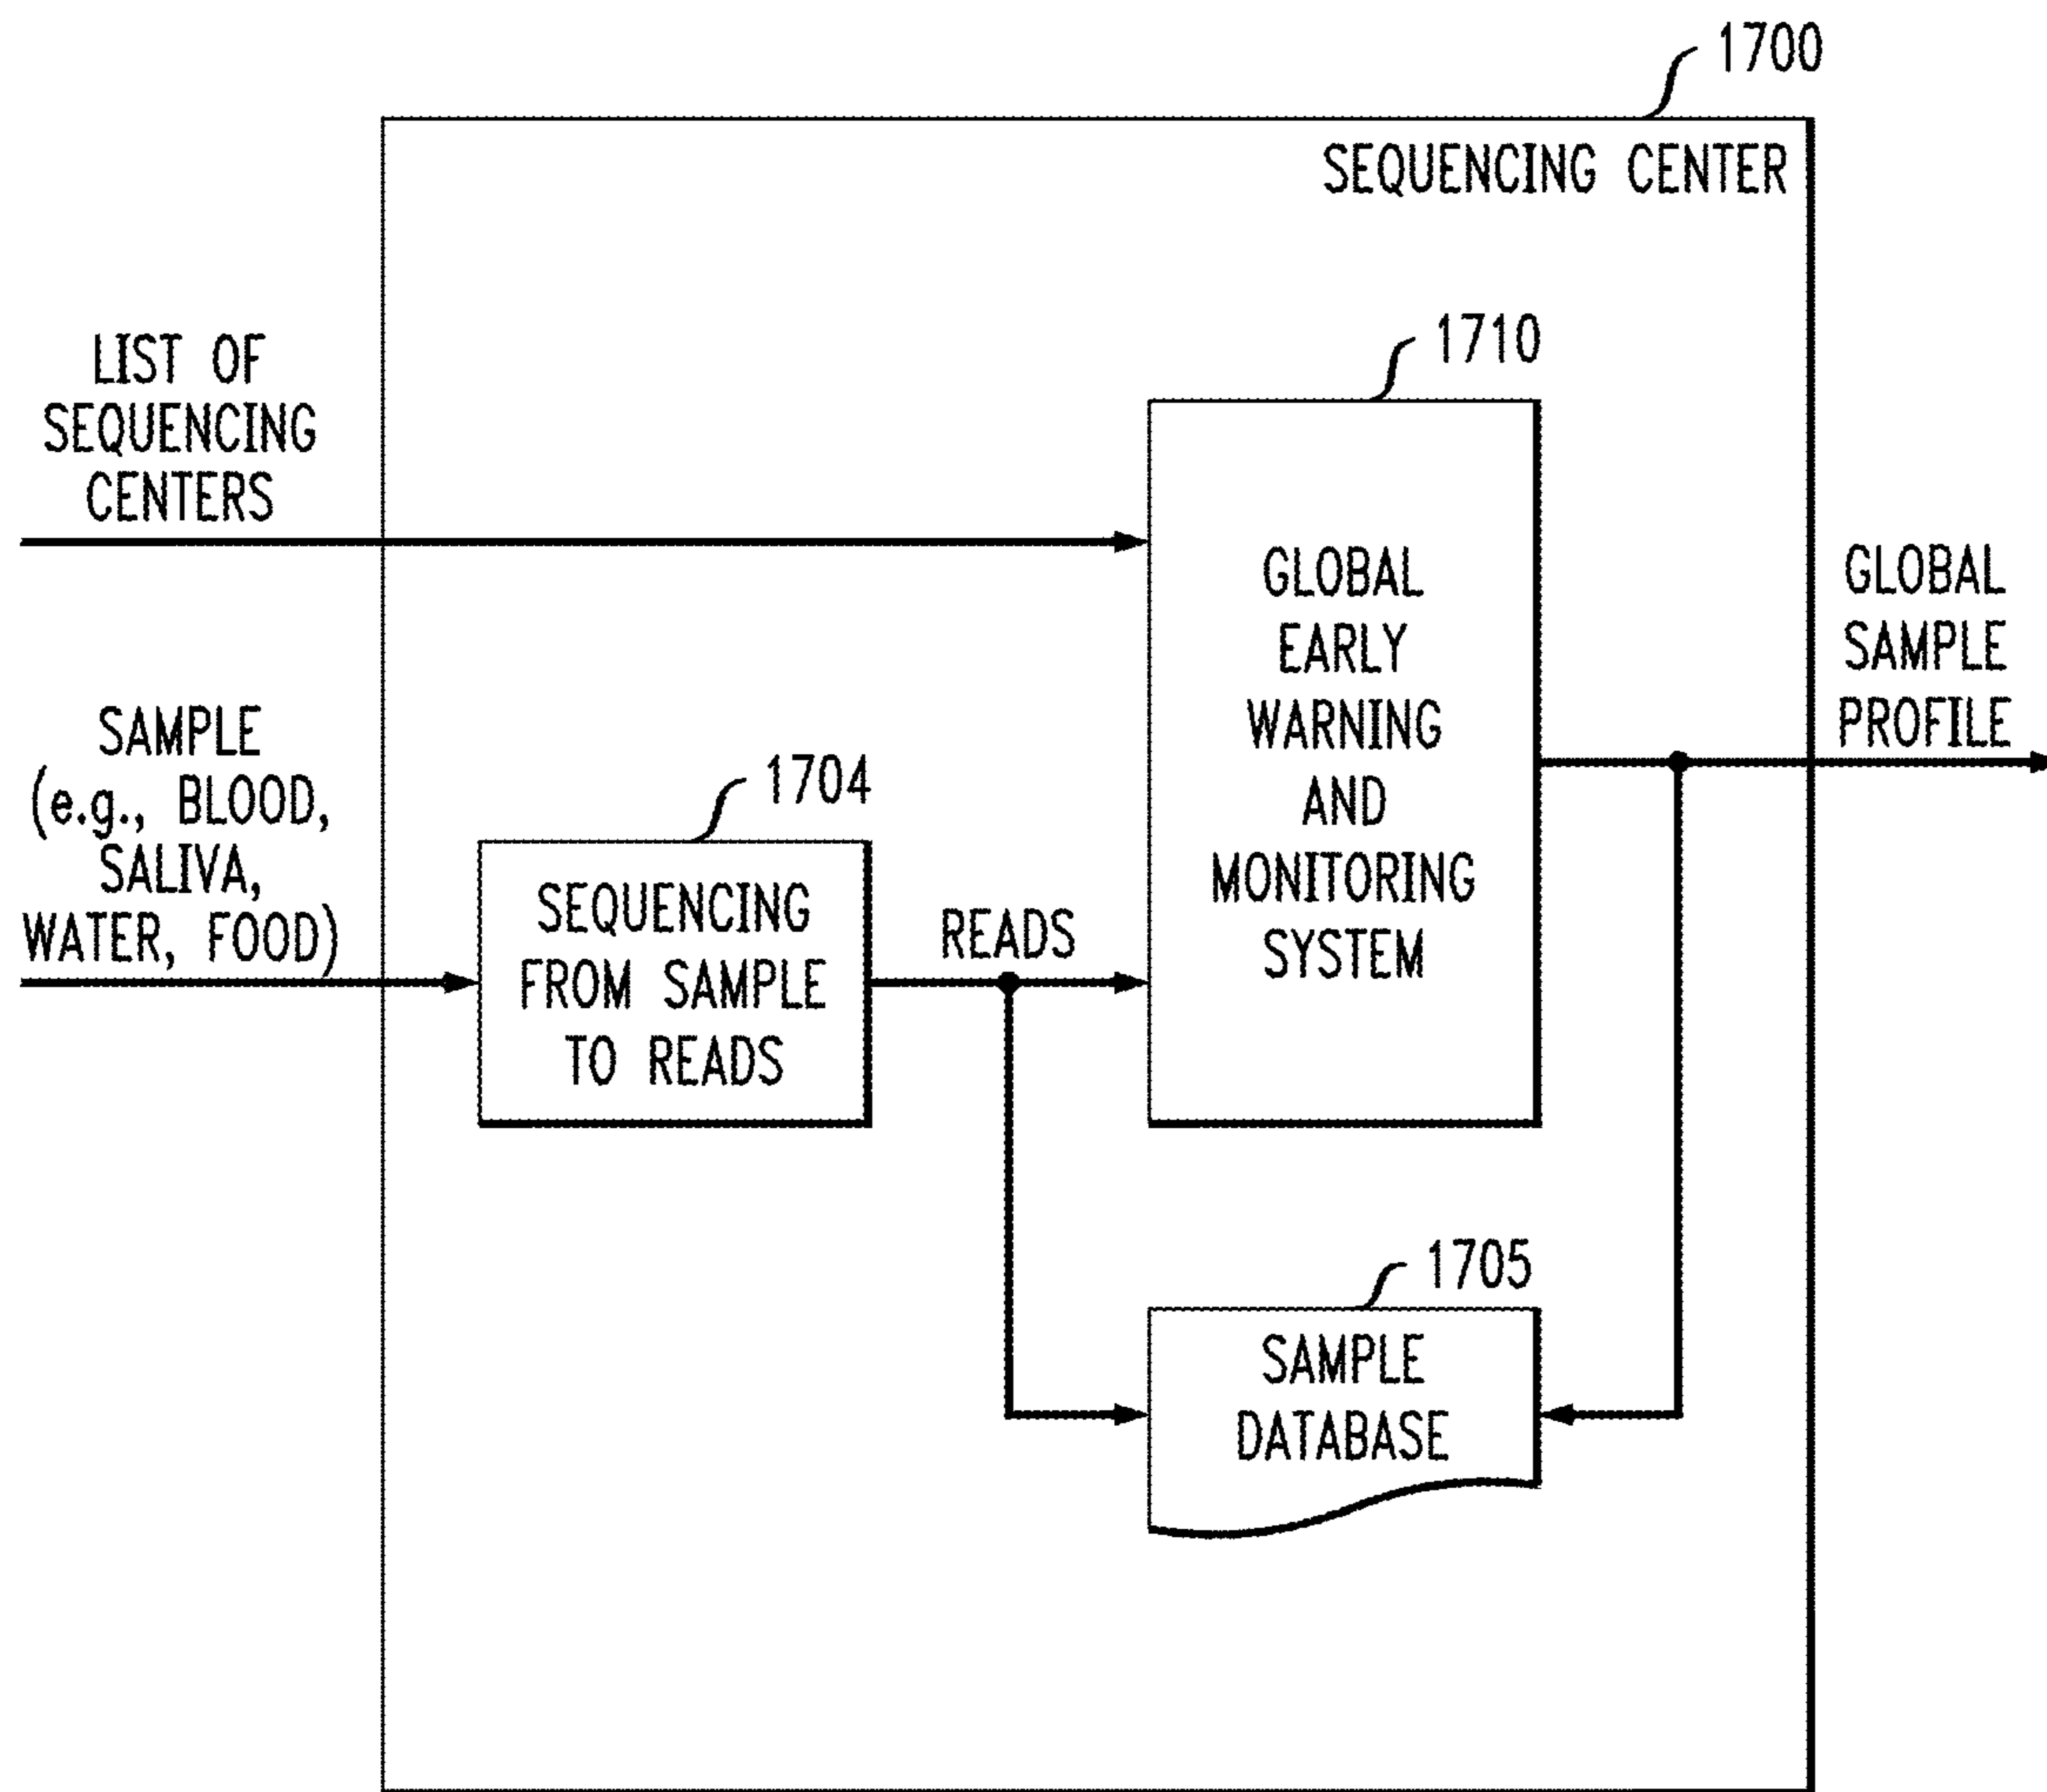 1700
SEQUENCING CENTER
LIST OF
SEQUENCING
CENTERS
1710
GLOBAL
EARLY
WARNING
AND
MONITORING
SYSTEM
GLOBAL
SAMPLE
PROFILE
SAMPLE
(e.g., BLOOD,
SALIVA,
WATER, FOOD)
1704
SEQUENCING
FROM SAMPLE
TO READS
READS
1705
SAMPLE
DATABASE